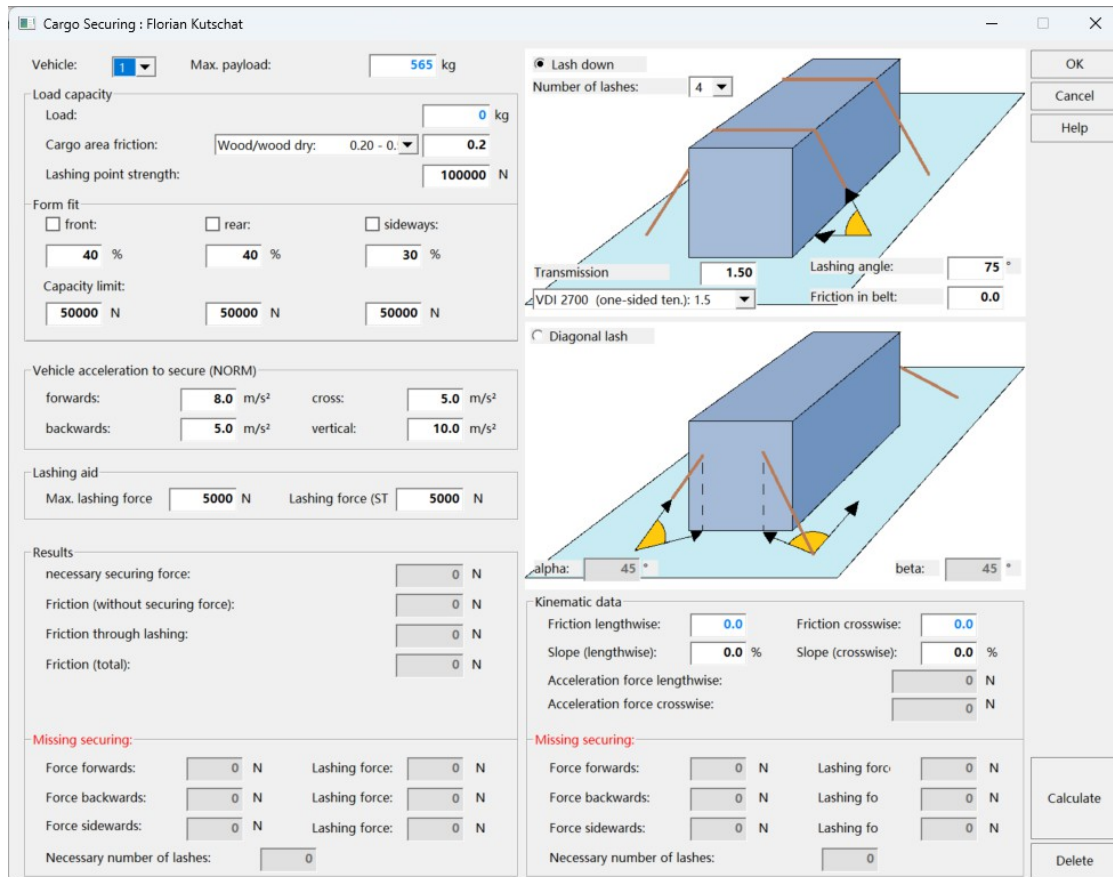 Cargo Securing : Florian Kutschat
Vehicle: 1 Max. payload: 565 kg
Load capacity
Load: 0 kg
Cargo area friction: Wood/wood dry: 0.20 - 0. 0.2
Lashing point strength: 100000 N
Form fit
front: rear: sideways:
40 % 40 % 30 %
Capacity limit:
50000 N 50000 N 50000 N
Vehicle acceleration to secure (NORM)
forwards: 8.0 m/s² cross: 5.0 m/s²
backwards: 5.0 m/s² vertical: 10.0 m/s²
Lashing aid
Max. lashing force 5000 N Lashing force (ST 5000 N
Results
necessary securing force: 0 N
Friction (without securing force): 0 N
Friction through lashing: 0 N
Friction (total): 0 N
Missing securing:
Force forwards: 0 N Lashing force: 0 N
Force backwards: 0 N Lashing force: 0 N
Force sidewards: 0 N Lashing force: 0 N
Necessary number of lashes: 0
Lash down
Number of lashes: 4
Transmission 1.50 Lashing angle: 75 °
VDI 2700 (one-sided ten.): 1.5 Friction in belt: 0.0
Diagonal lash
alpha: 45 ° beta: 45 °
Kinematic data
Friction lengthwise: 0.0 Friction crosswise: 0.0
Slope (lengthwise): 0.0 % Slope (crosswise): 0.0 %
Acceleration force lengthwise: 0 N
Acceleration force crosswise: 0 N
Missing securing:
Force forwards: 0 N Lashing forc 0 N
Force backwards: 0 N Lashing fo 0 N
Force sidewards: 0 N Lashing fo 0 N
Necessary number of lashes: 0
OK
Cancel
Help
Calculate
Delete